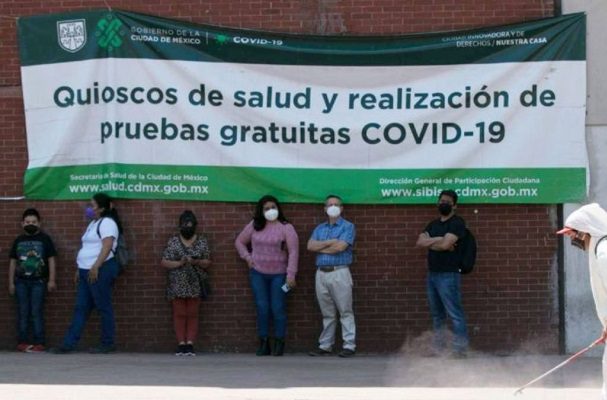 GOBIERNO DE LA
CIUDAD DE MÉXICO
COVID-19
CIUDAD INNOVADORA Y DE
DERECHOS / NUESTRA CASA
Quioscos de salud y realización de
pruebas gratuitas COVID-19
Secretaría de Salud de la Ciudad de México
www.salud.cdmx.gob.mx
Dirección General de Participación Ciudadana
www.sibiso.cdmx.gob.mx